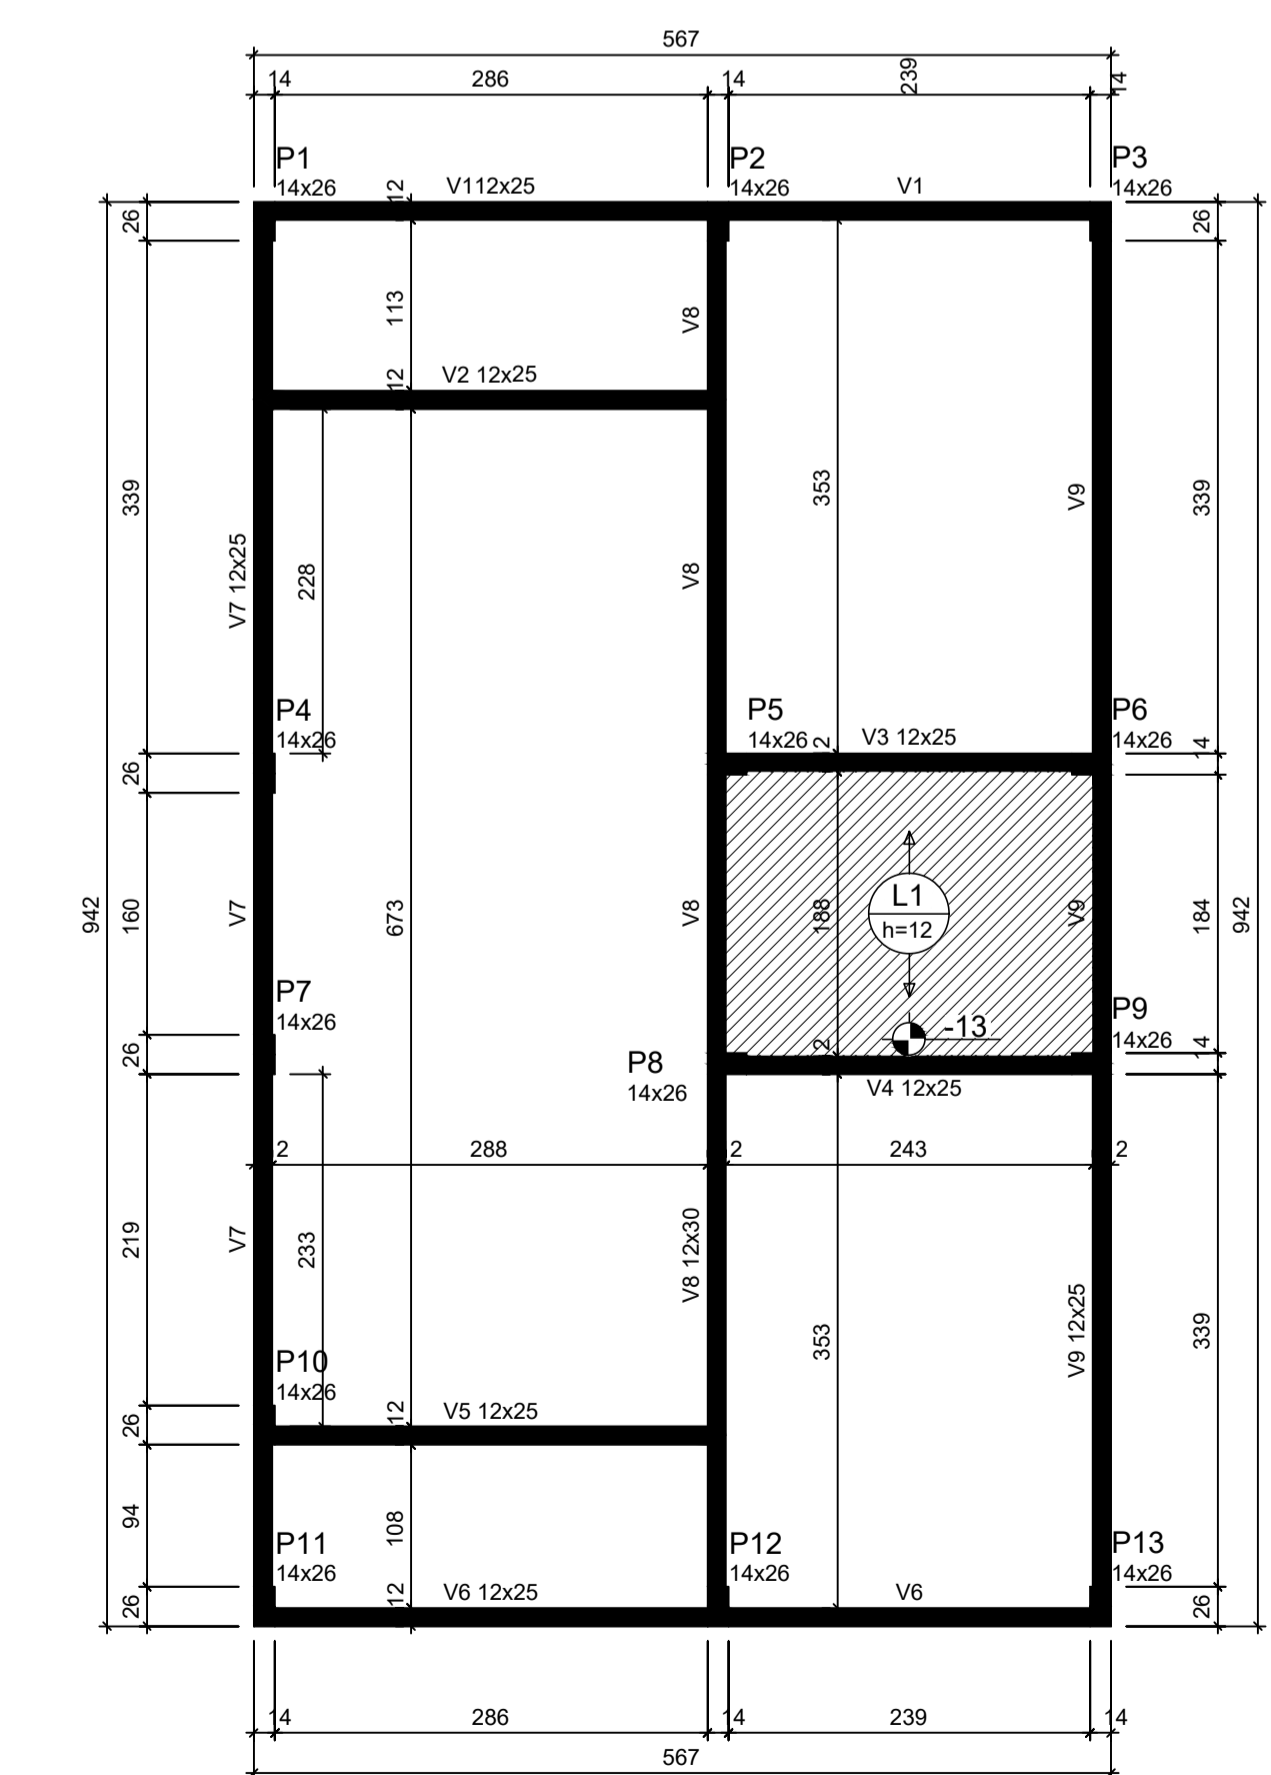 567
14 286 14 239 14
P1
14x26
12
V112x25
P2
14x26
V1
P3
14x26
26
26
113
V8
12
V2 12x25
339
353
V9
339
V7 12x25
228
V8
P4
14x26
P5
14x26
2
V3 12x25
P6
14x26
14
26
942
160
V7
673
V8
188
L1
h=12
V9
184
942
P7
14x26
-13
P9
14x26
14
26
P8
14x26
2
V4 12x25
2 288 2 243 2
219
V7
233
V8 12x30
353
V9 12x25
339
P10
14x26
26
12
V5 12x25
94
108
P11
14x26
P12
14x26
P13
14x26
26
12
V6 12x25
V6
26
14 286 14 239 14
567